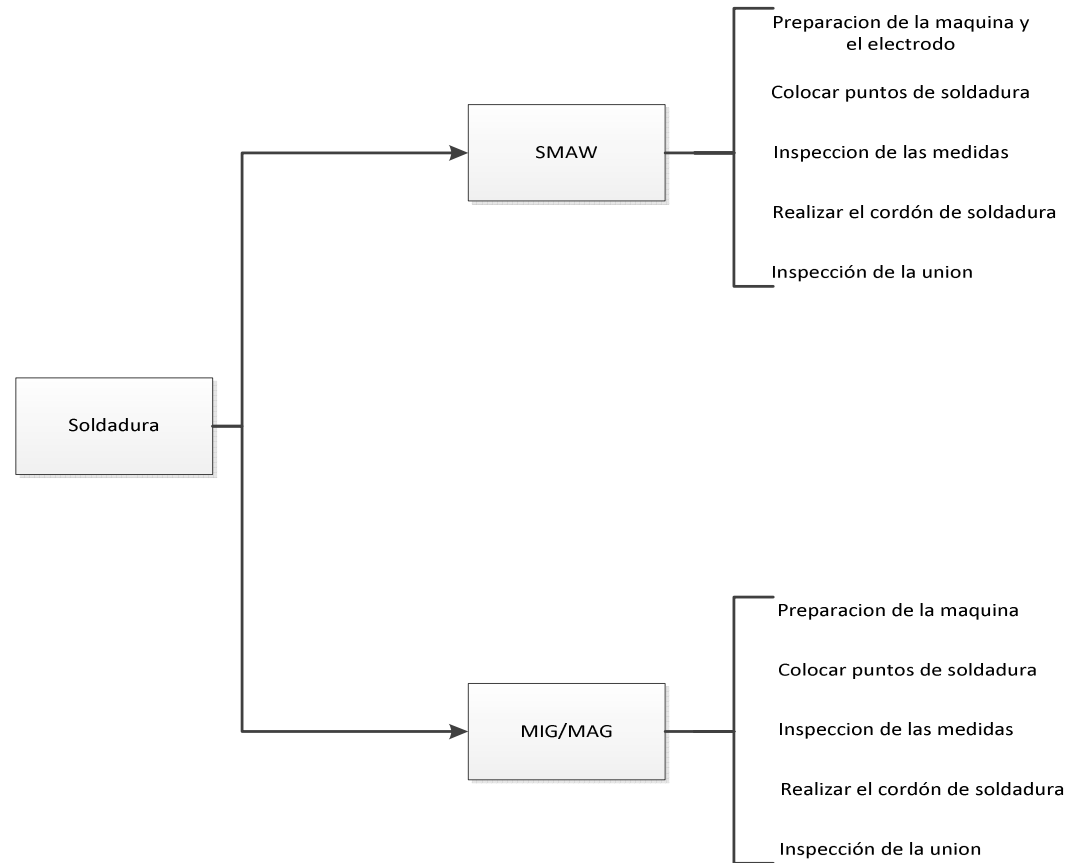 Soldadura
SMAW
Preparacion de la maquina y
el electrodo
Colocar puntos de soldadura
Inspeccion de las medidas
Realizar el cordón de soldadura
Inspección de la union
MIG/MAG
Preparacion de la maquina
Colocar puntos de soldadura
Inspeccion de las medidas
Realizar el cordón de soldadura
Inspección de la union